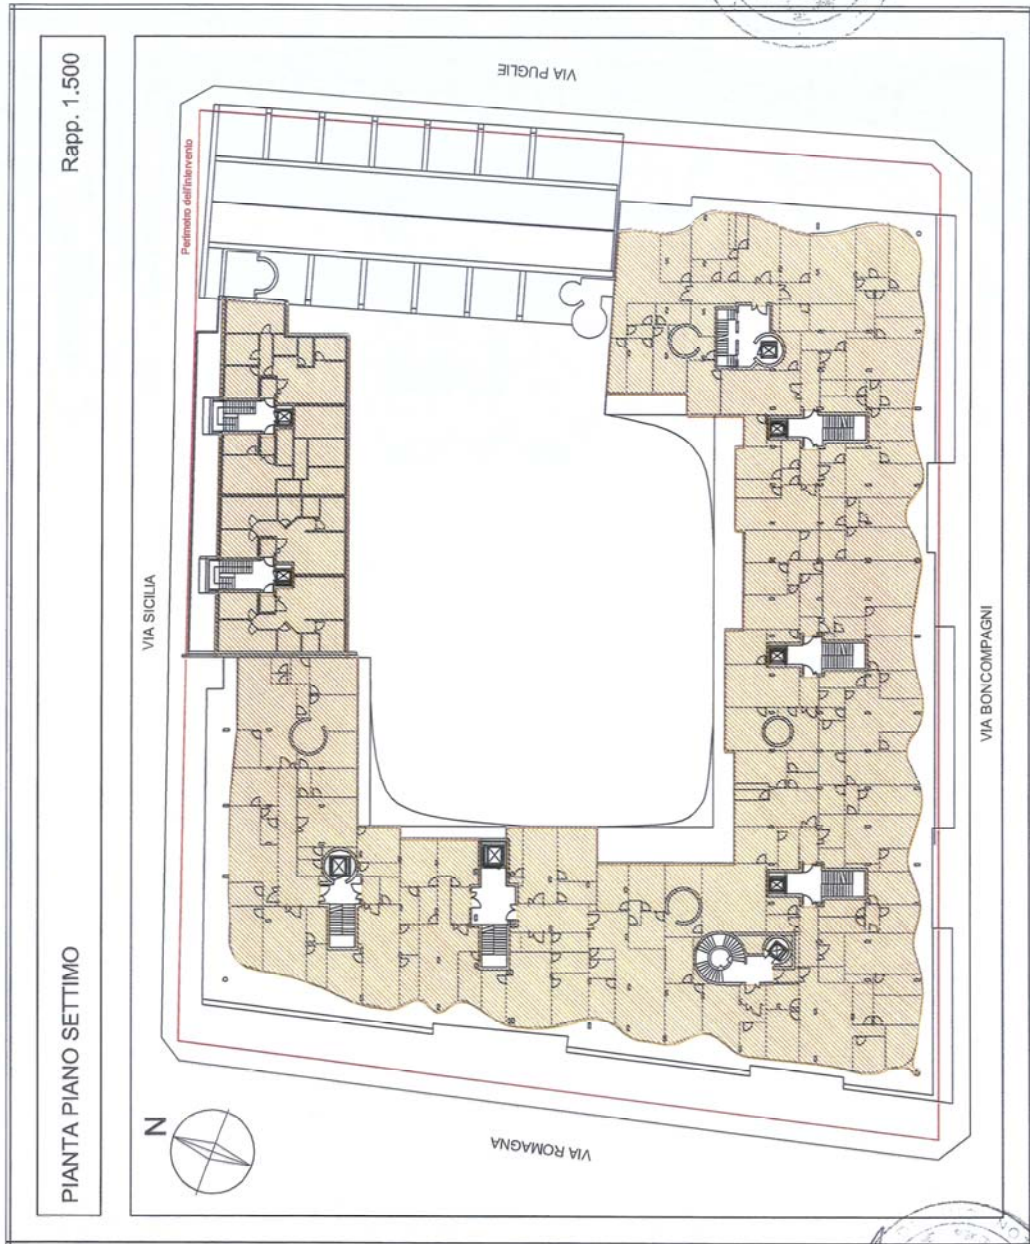 PIANTA PIANO SETTIMO
Rapp. 1.500
VIA PUGLIE
Perimetro dell'intervento
VIA SICILIA
VIA BONCOMPAGNI
N
VIA ROMAGNA